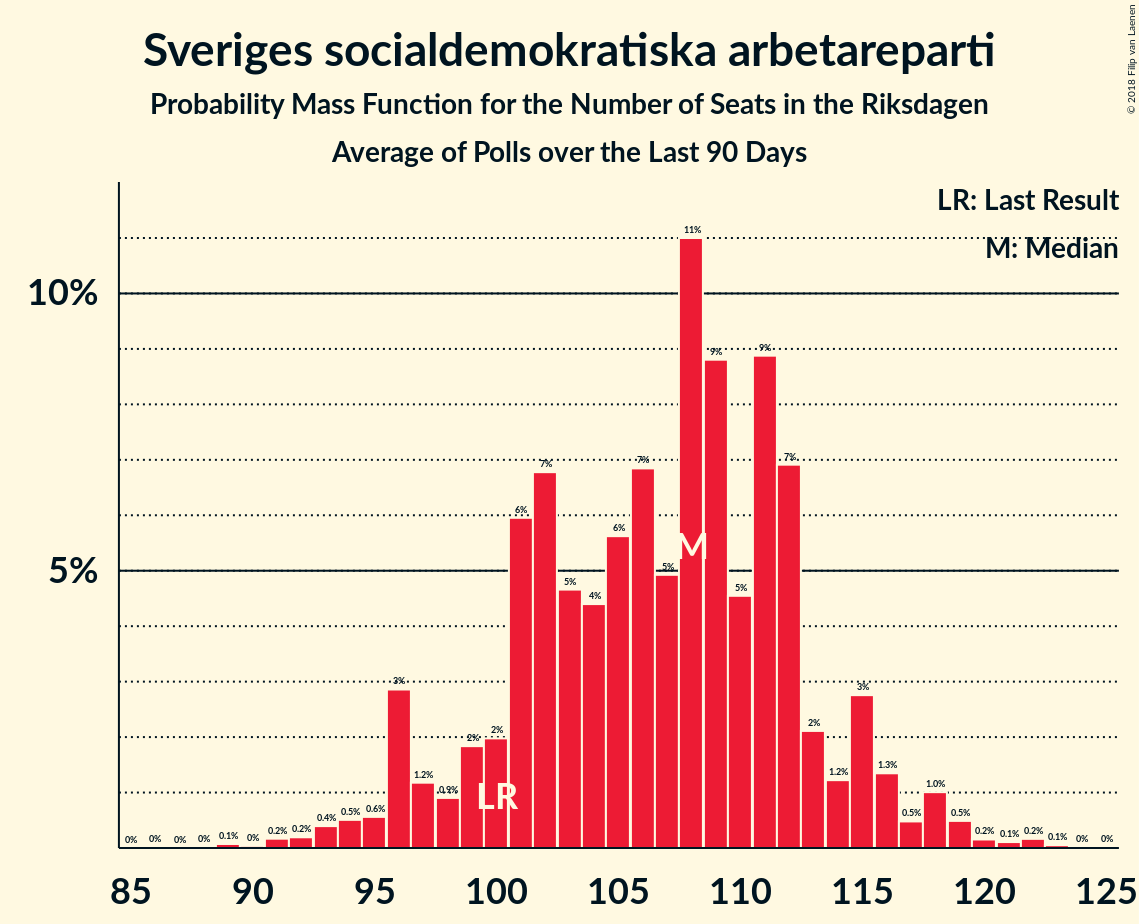 Sveriges socialdemokratiska arbetareparti
Probability Mass Function for the Number of Seats in the Riksdagen
Average of Polls over the Last 90 Days
© 2018 Filip van Laenen
LR: Last Result
M: Median
10%
5%
0% 0% 0% 0% 0.1% 0% 0.2% 0.2% 0.4% 0.5% 0.6% 3% 1.2% 0.9% 2% 2% 6% 7% 5% 4% 6% 7% 5% 11% 9% 5% 9% 7% 2% 1.2% 3% 1.3% 0.5% 1.0% 0.5% 0.2% 0.1% 0.2% 0.1% 0% 0%
M
LR
85 90 95 100 105 110 115 120 125